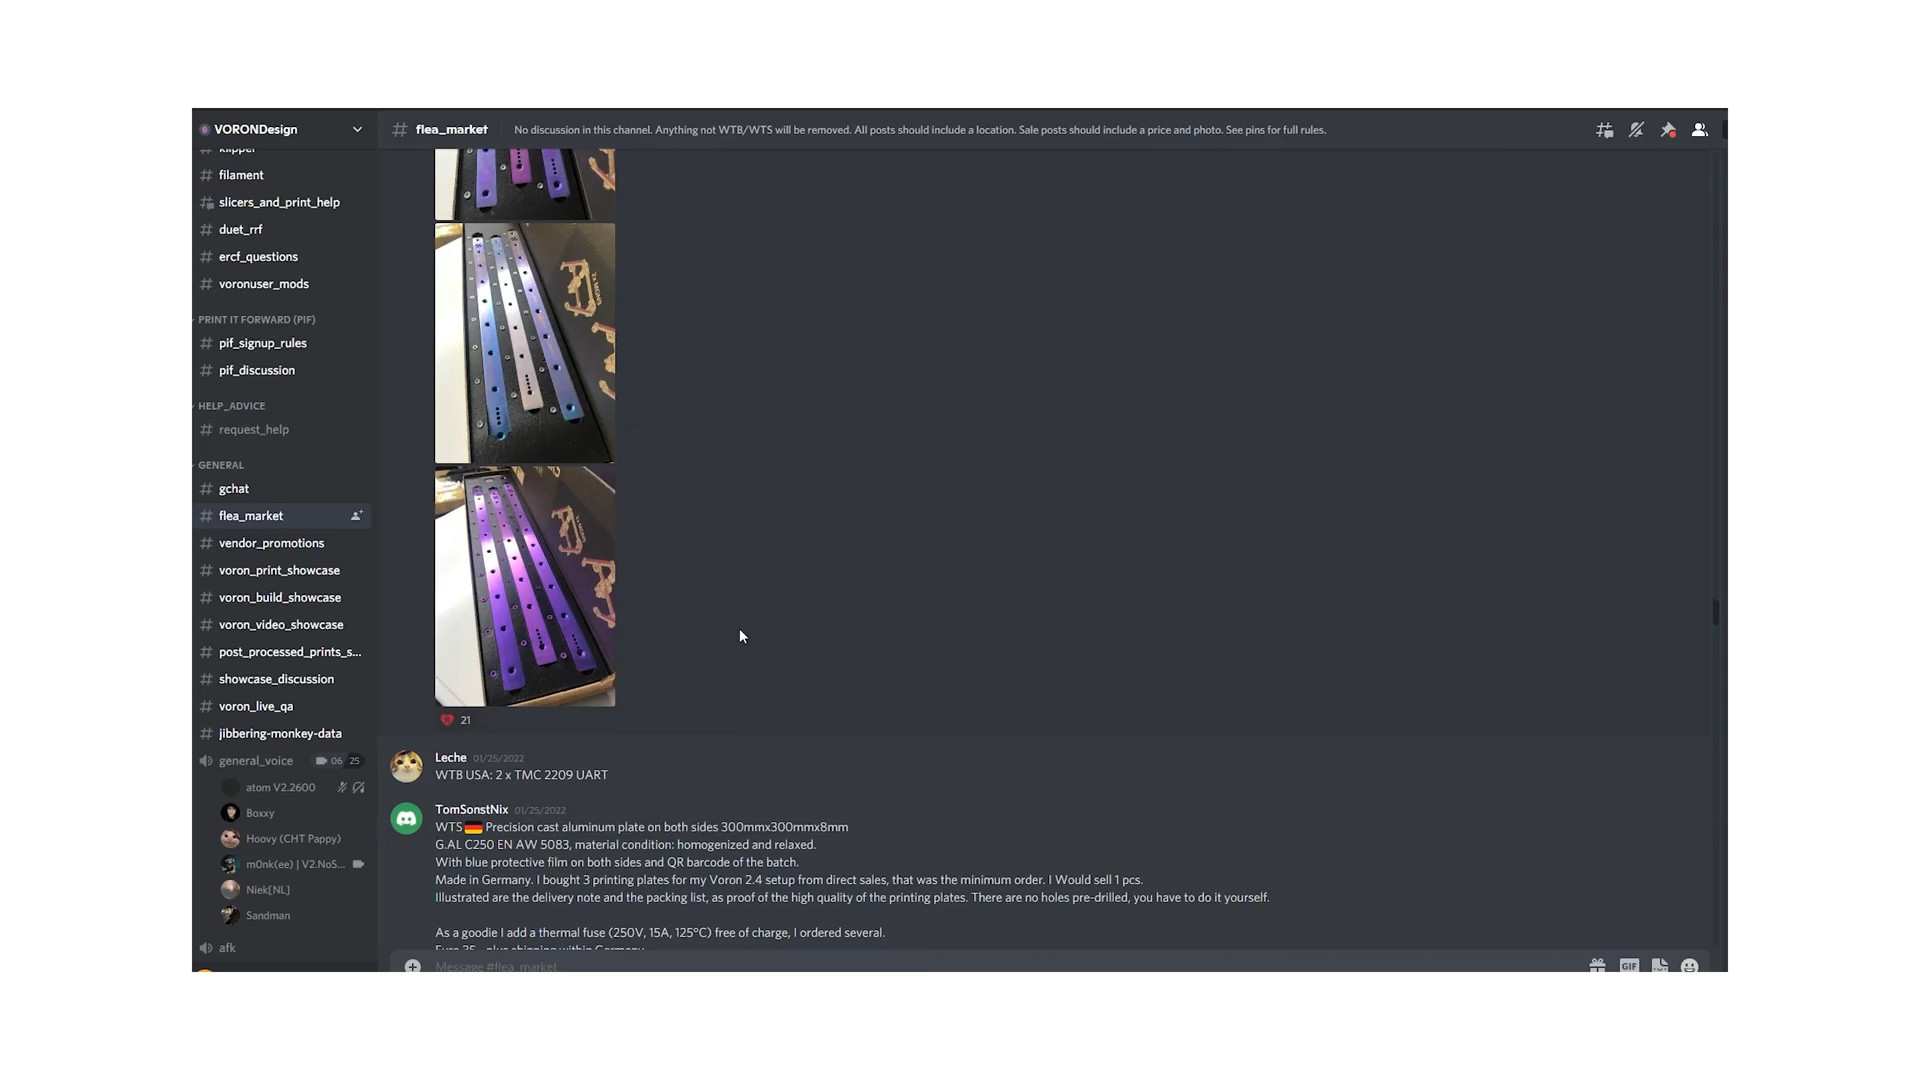 VORONDesign
klipper
filament
slicers_and_print_help
duet_rrf
ercf_questions
voronuser_mods
PRINT IT FORWARD (PIF)
pif_signup_rules
pif_discussion
HELP_ADVICE
request_help
GENERAL
gchat
flea_market
vendor_promotions
voron_print_showcase
voron_build_showcase
voron_video_showcase
post_processed_prints_s...
showcase_discussion
voron_live_qa
jibbering-monkey-data
general_voice 06 25
atom V2.2600
Boxxy
Hoovy (CHT Pappy)
m0nk(ee) | V2.NoS...
Niek[NL]
Sandman
afk
flea_market
No discussion in this channel. Anything not WTB/WTS will be removed. All posts should include a location. Sale posts should include a price and photo. See pins for full rules.
21
Leche 01/25/2022
WTB USA: 2 x TMC 2209 UART
TomSonstNix 01/25/2022
WTS Precision cast aluminum plate on both sides 300mmx300mmx8mm
G.AL C250 EN AW 5083, material condition: homogenized and relaxed.
With blue protective film on both sides and QR barcode of the batch.
Made in Germany. I bought 3 printing plates for my Voron 2.4 setup from direct sales, that was the minimum order. I Would sell 1 pcs.
Illustrated are the delivery note and the packing list, as proof of the high quality of the printing plates. There are no holes pre-drilled, you have to do it yourself.
As a goodie I add a thermal fuse (250V, 15A, 125°C) free of charge, I ordered several.
Euro 35,- plus shipping within Germany
Message #flea_market
GIF